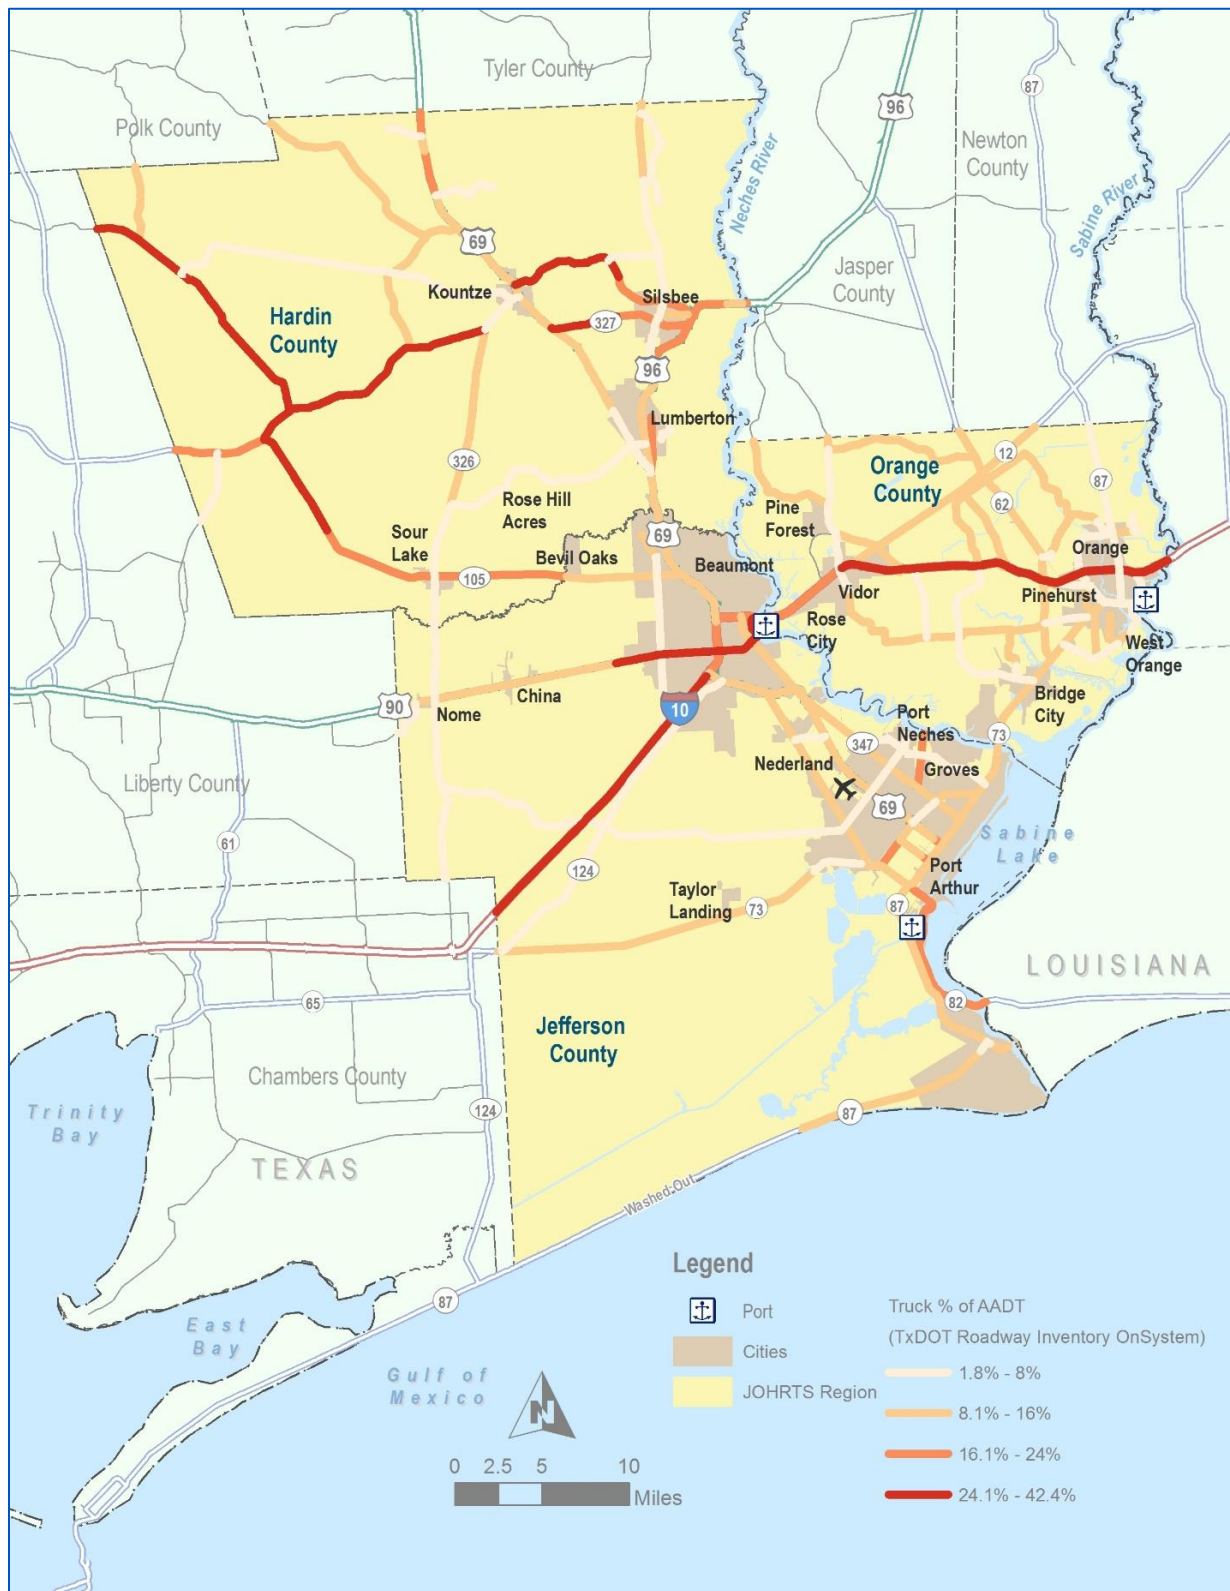 Tyler County
87
96
Polk County
Newton
County
Neches River
Sabine River
69
Jasper
County
Kountze
Silsbee
Hardin
County
327
96
Lumberton
12
326
Orange
County
87
62
Rose Hill
Acres
Pine
Forest
Sour
Lake
69
Orange
Bevil Oaks
Beaumont
105
Vidor
Pinehurst
Rose
City
West
Orange
China
Bridge
City
90
Nome
10
Port
Neches
73
347
Nederland
Groves
Liberty County
69
Sabine
Lake
61
124
Port
Arthur
Taylor
Landing
73
87
LOUISIANA
65
82
Jefferson
County
Chambers County
Trinity
Bay
124
87
TEXAS
Washed Out
Legend
87
Port
Truck % of AADT
(TxDOT Roadway Inventory OnSystem)
East
Bay
Cities
Gulf of
Mexico
1.8% - 8%
JOHRTS Region
N
8.1% - 16%
16.1% - 24%
0 2.5 5 10
Miles
24.1% - 42.4%